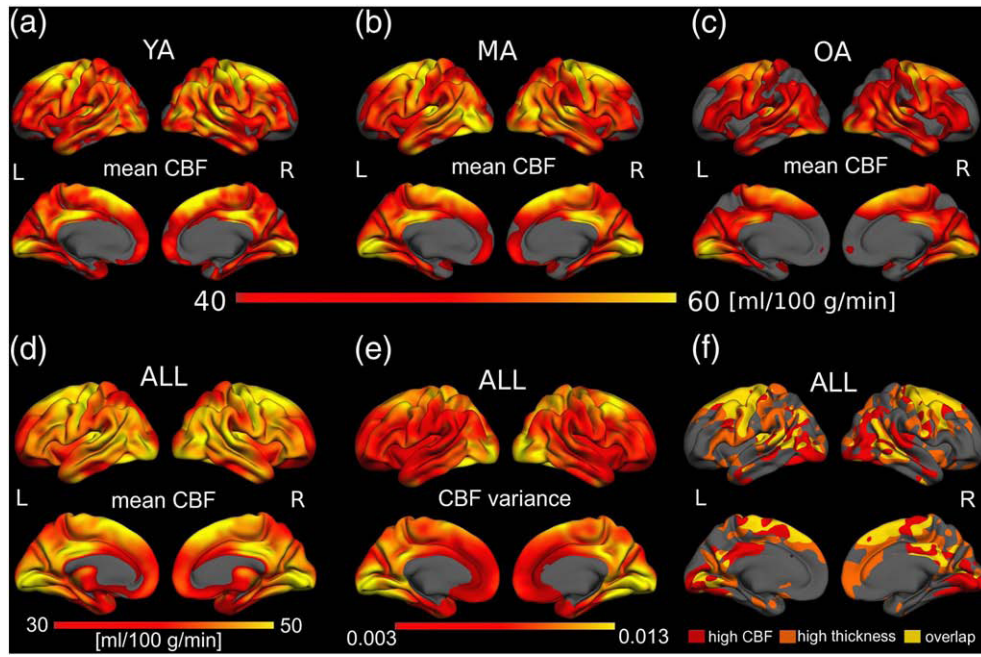 (a)
YA
L
mean CBF
R
(b)
MA
mean CBF
(c)
OA
L
mean CBF
R
40
60 [ml/100 g/min]
(d)
ALL
L
mean CBF
R
30
50
[ml/100 g/min]
(e)
ALL
CBF variance
0.003
0.013
(f)
ALL
L
R
high CBF
high thickness
overlap